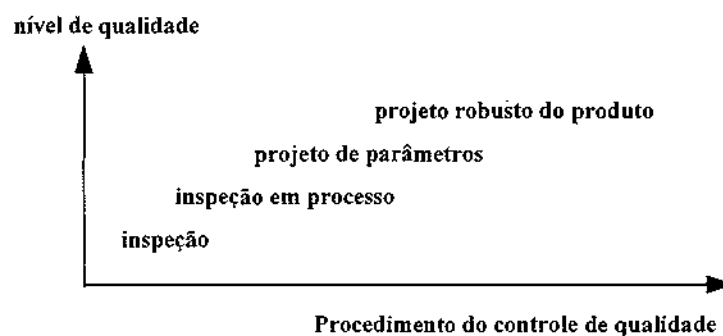 nível de qualidade
projeto robusto do produto
projeto de parâmetros
inspeção em processo
inspeção
Procedimento do controle de qualidade